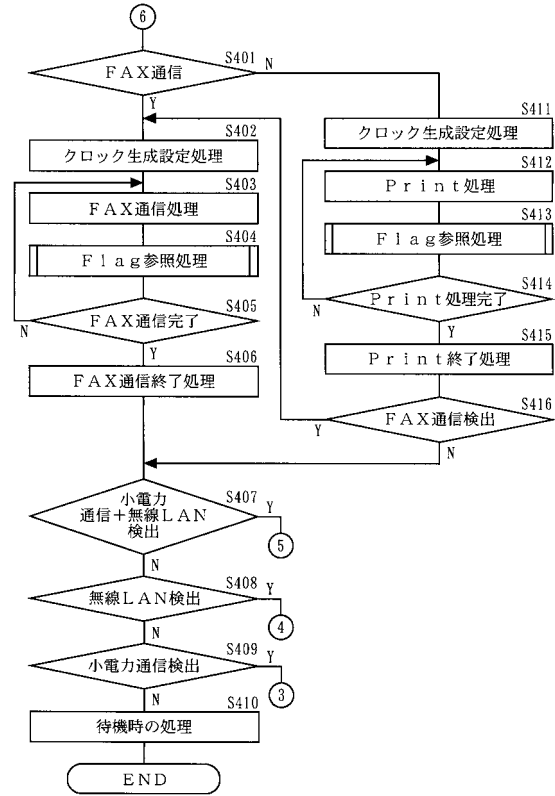 6
S401
FAX通信
N
Y
S402
クロック生成設定処理
S403
FAX通信処理
S404
Flag参照処理
S405
FAX通信完了
N
Y
S406
FAX通信終了処理
S411
クロック生成設定処理
S412
Print処理
S413
Flag参照処理
S414
Print処理完了
N
Y
S415
Print終了処理
S416
FAX通信検出
Y
N
S407
小電力
通信+無線LAN
検出
Y
5
N
S408
無線LAN検出
Y
4
N
S409
小電力通信検出
Y
3
N
S410
待機時の処理
END